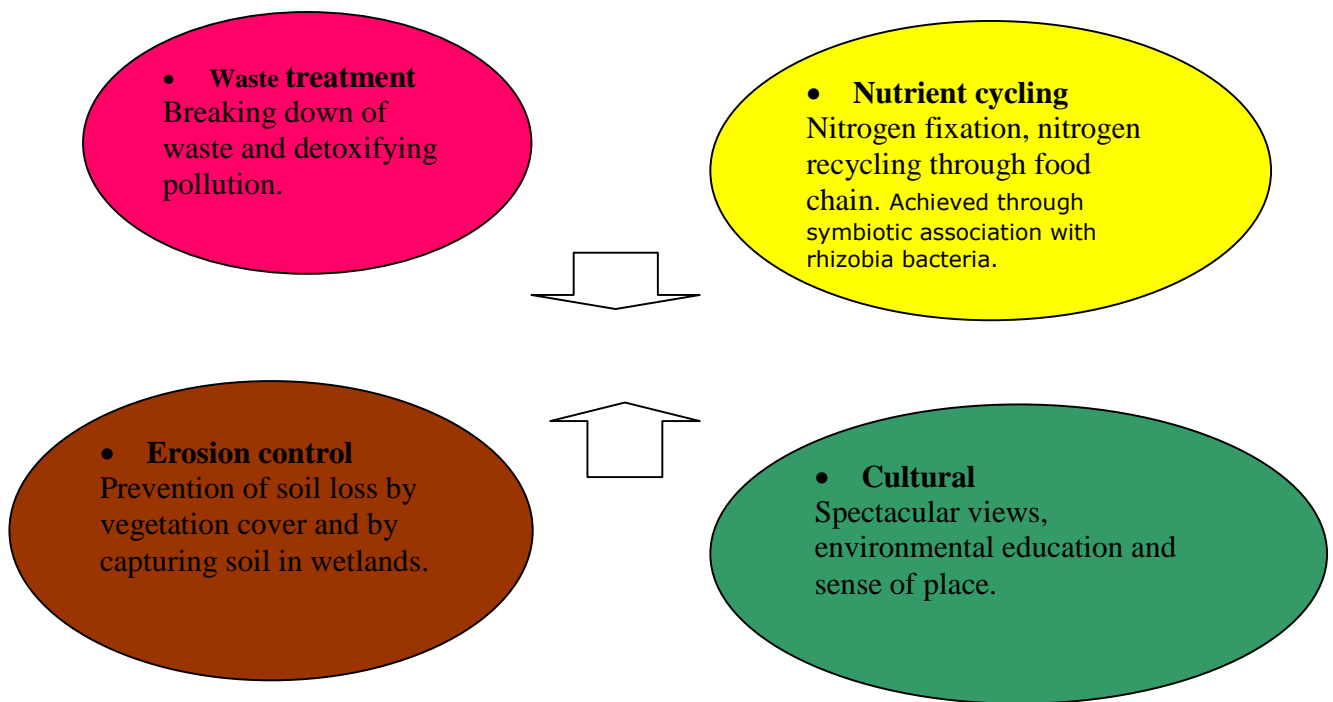 • Waste treatment
Breaking down of
waste and detoxifying
pollution.
• Nutrient cycling
Nitrogen fixation, nitrogen
recycling through food
chain. Achieved through
symbiotic association with
rhizobia bacteria.
• Erosion control
Prevention of soil loss by
vegetation cover and by
capturing soil in wetlands.
• Cultural
Spectacular views,
environmental education and
sense of place.